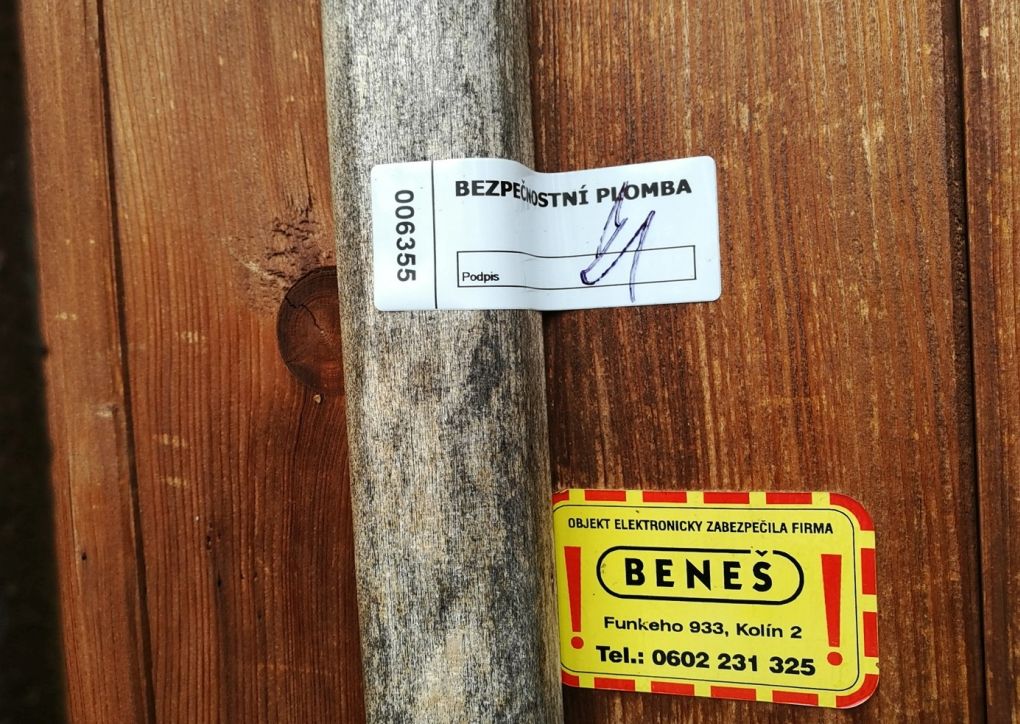 006355
BEZPEČNOSTNÍ PLOMBA
Podpis
OBJEKT ELEKTRONICKY ZABEZPEČILA FIRMA
! BENEŠ !
Funkeho 933, Kolín 2
Tel.: 0602 231 325